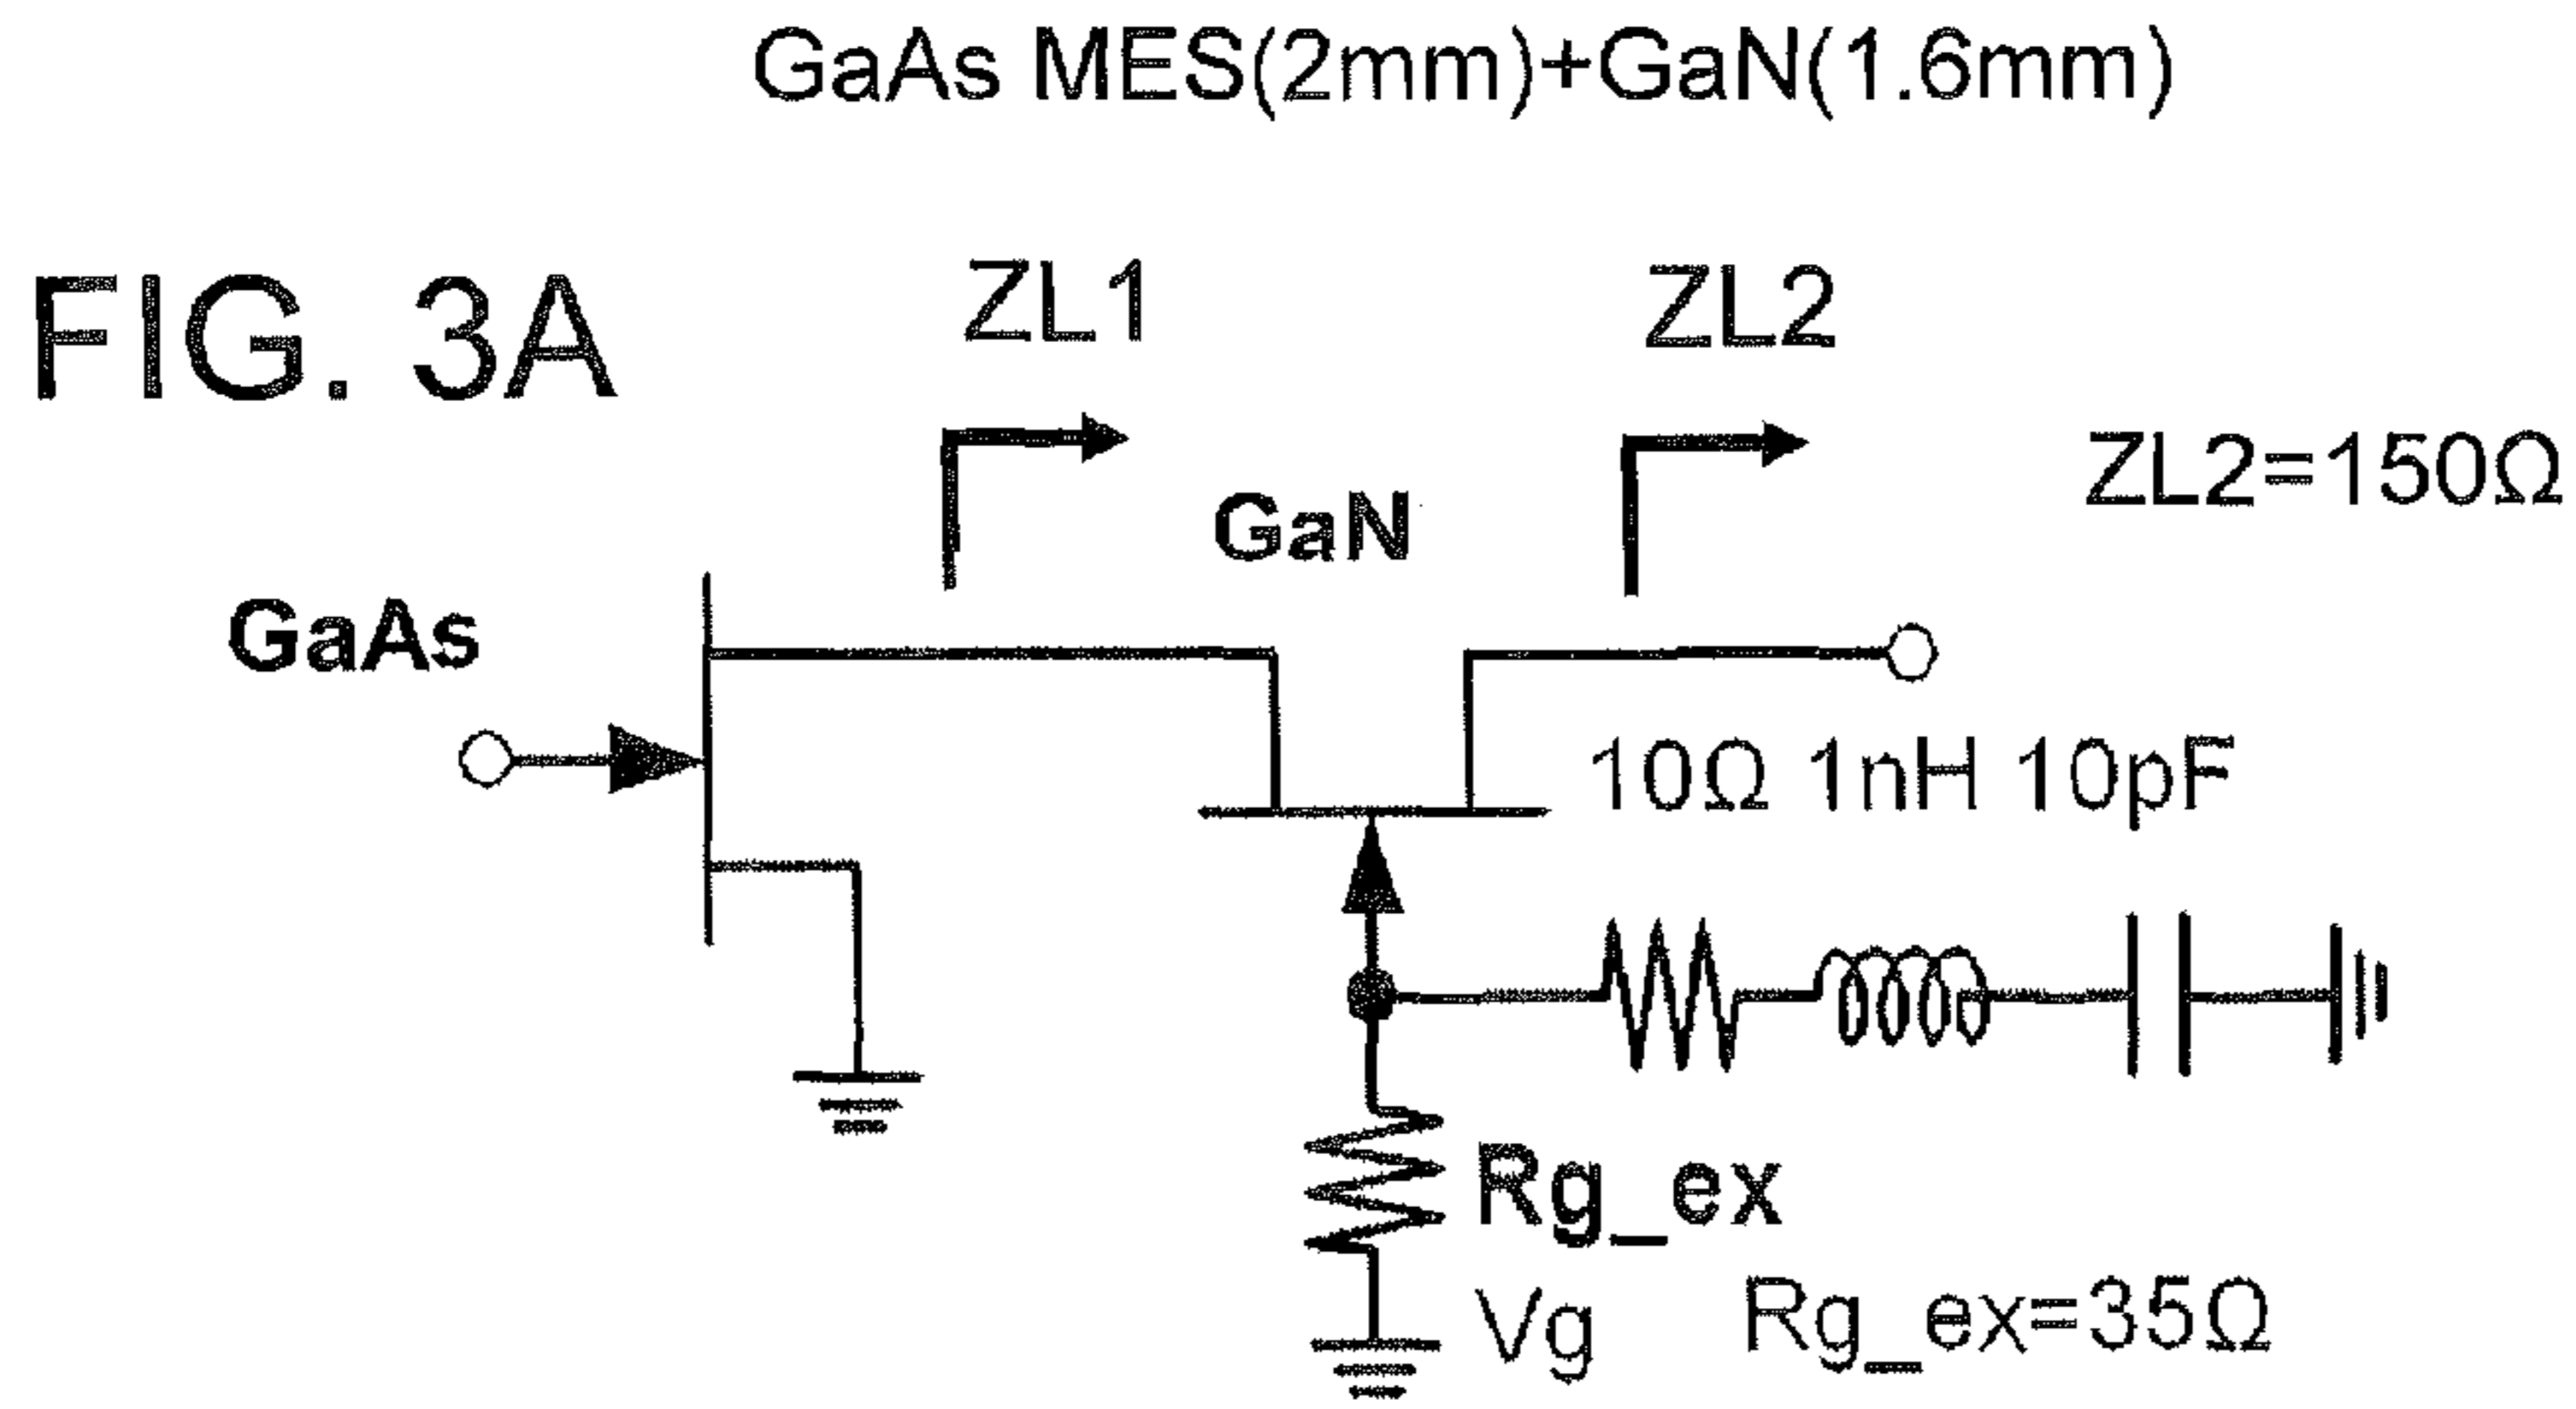 GaAs MES(2mm)+GaN(1.6mm)
FIG. 3A
ZL1
ZL2
ZL2=150Ω
GaN
GaAs
10Ω 1nH 10pF
Rg_ex
Vg
Rg_ex=35Ω